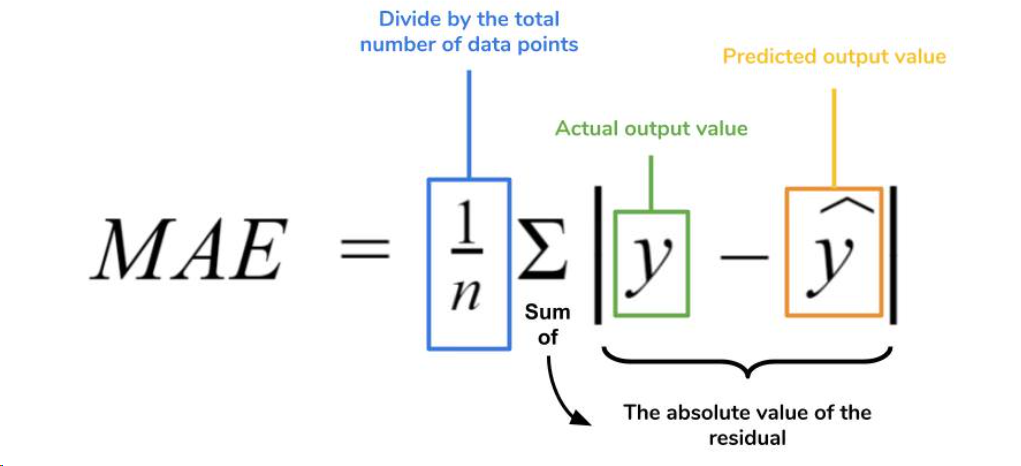 Divide by the total
number of data points
Predicted output value
Actual output value
MAE = 1/n Σ |y - ŷ|
Sum
of
The absolute value of the
residual